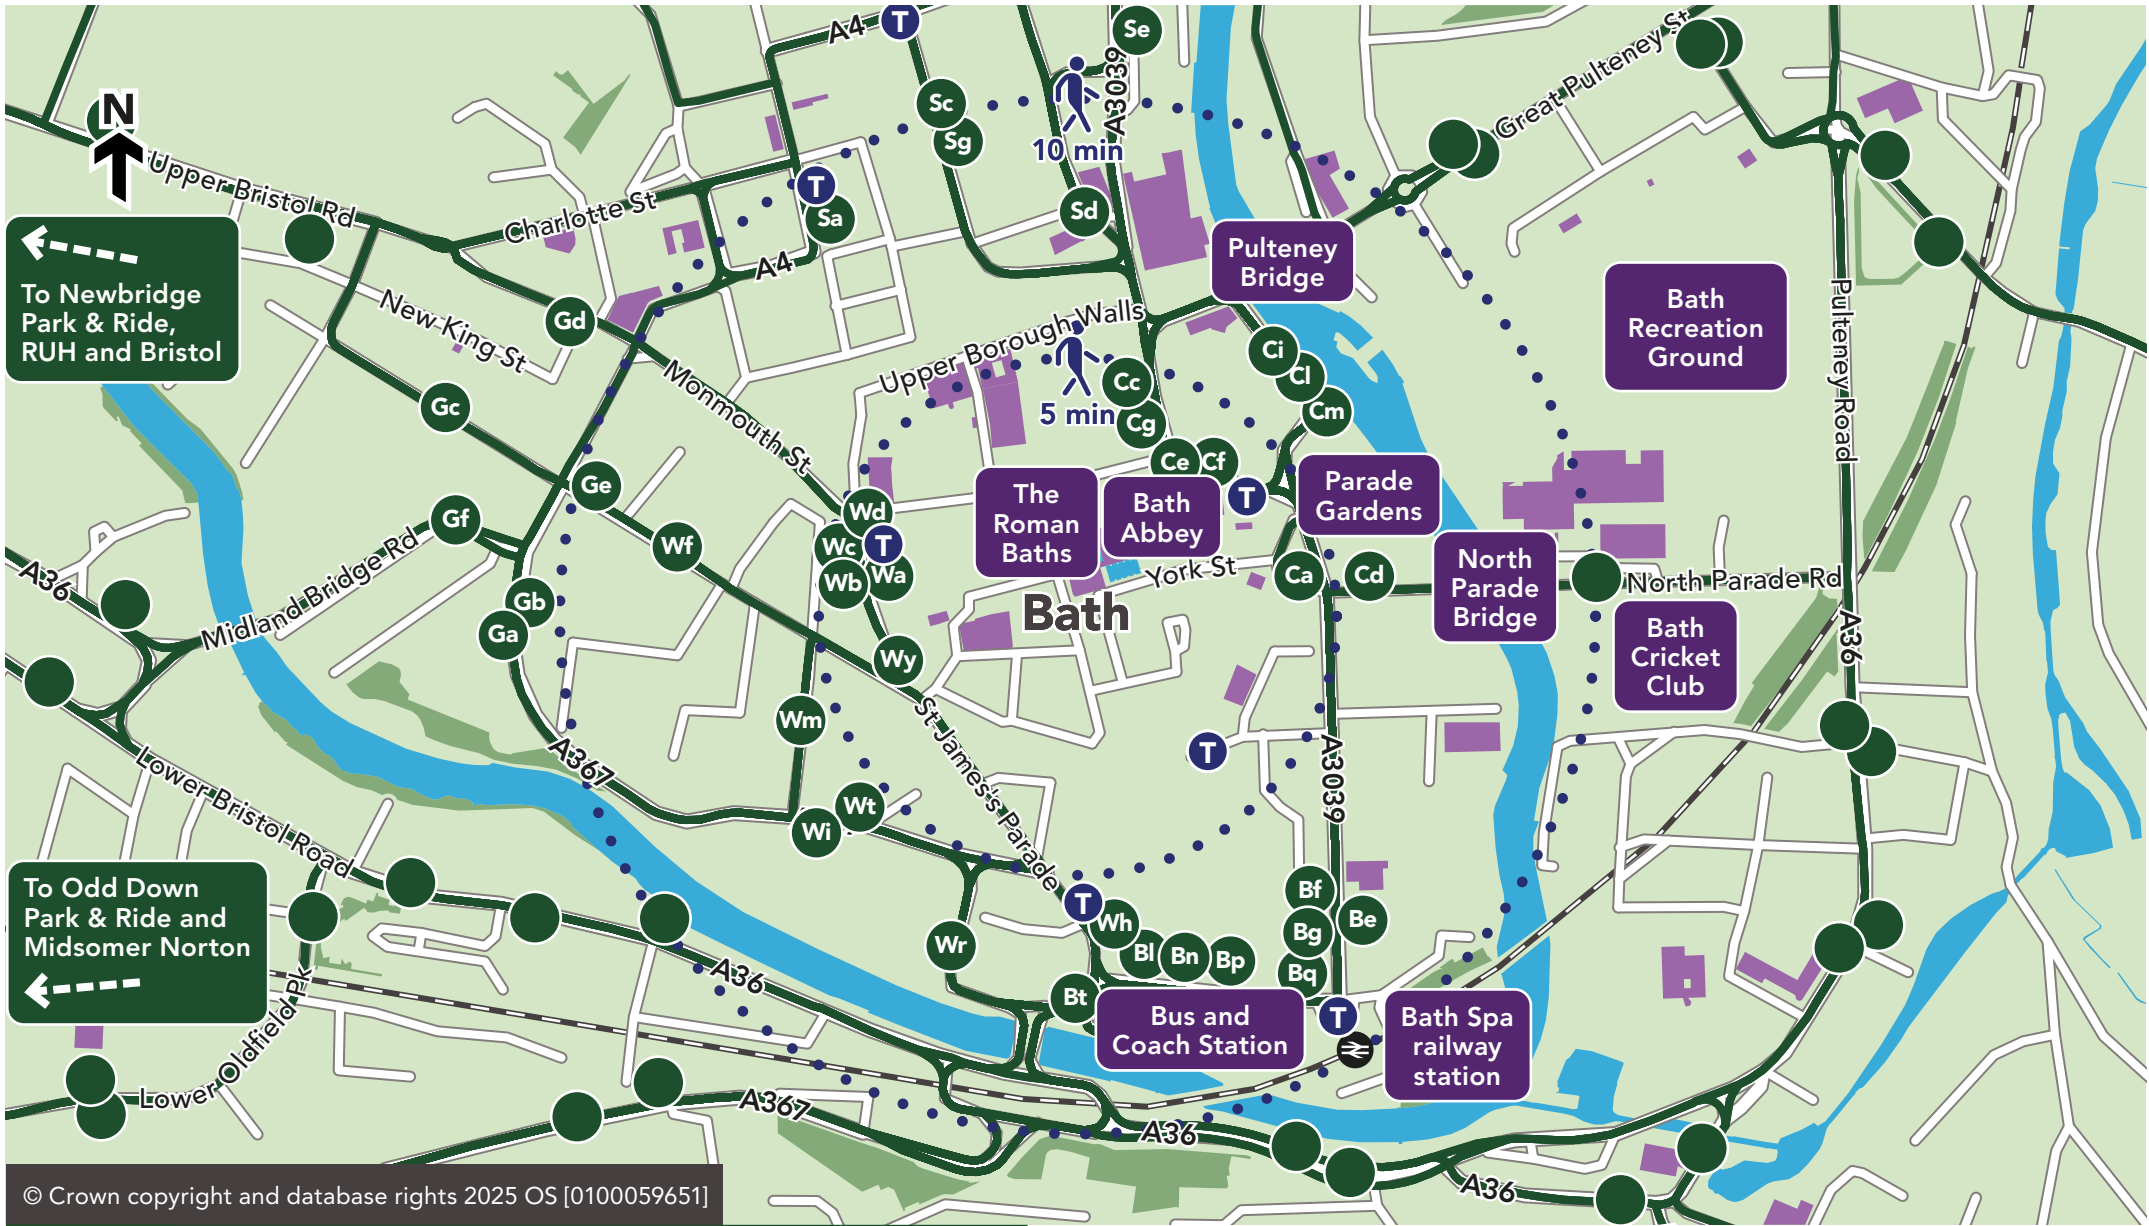 A4
T
Se
A3039
Great Pulteney St
N
Sc
Sg
10 min
Upper Bristol Rd
Charlotte St
T
Sa
Sd
A4
To Newbridge
Park & Ride,
RUH and Bristol
Pulteney
Bridge
Bath
Recreation
Ground
Pulteney Road
New King St
Gd
Upper Borough Walls
Monmouth St
5 min
Cc
Cg
Ci
Cl
Cm
Ce
Cf
T
Gc
Ge
Gf
Wf
Wd
Wc
T
Wb
Wa
The
Roman
Baths
Bath
Abbey
Parade
Gardens
North
Parade
Bridge
York St
Ca
Cd
North Parade Rd
Bath
Cricket
Club
A36
A36
Midland Bridge Rd
Gb
Ga
Bath
Wy
Wm
St James's Parade
T
A3039
A367
Lower Bristol Road
Wt
Wi
To Odd Down
Park & Ride and
Midsomer Norton
T
Wh
Wr
Bl
Bn
Bp
Bf
Bg
Be
Bq
Bt
Bus and
Coach Station
T
Bath Spa
railway
station
A36
Lower Oldfield Pk
A367
A36
A36
© Crown copyright and database rights 2025 OS [0100059651]